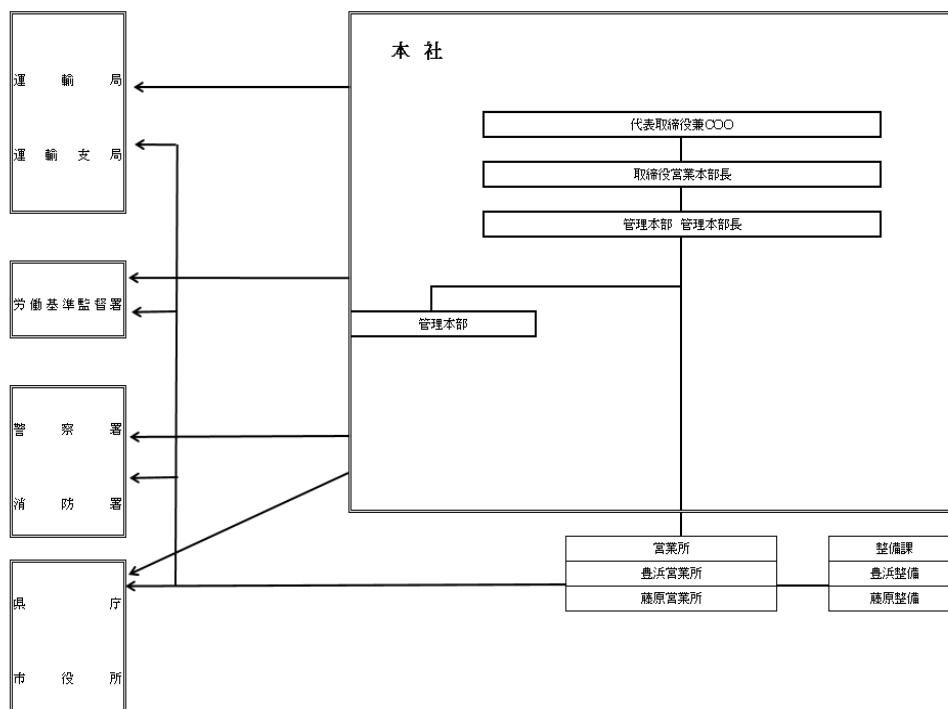 本 社
運 輸 局
運 輸 支 局
代表取締役兼COO
取締役営業本部長
管理本部 管理本部長
労働基準監督署
管理本部
警 察 署
消 防 署
営業所
豊浜営業所
藤原営業所
整備課
豊浜整備
藤原整備
県 庁
市 役 所